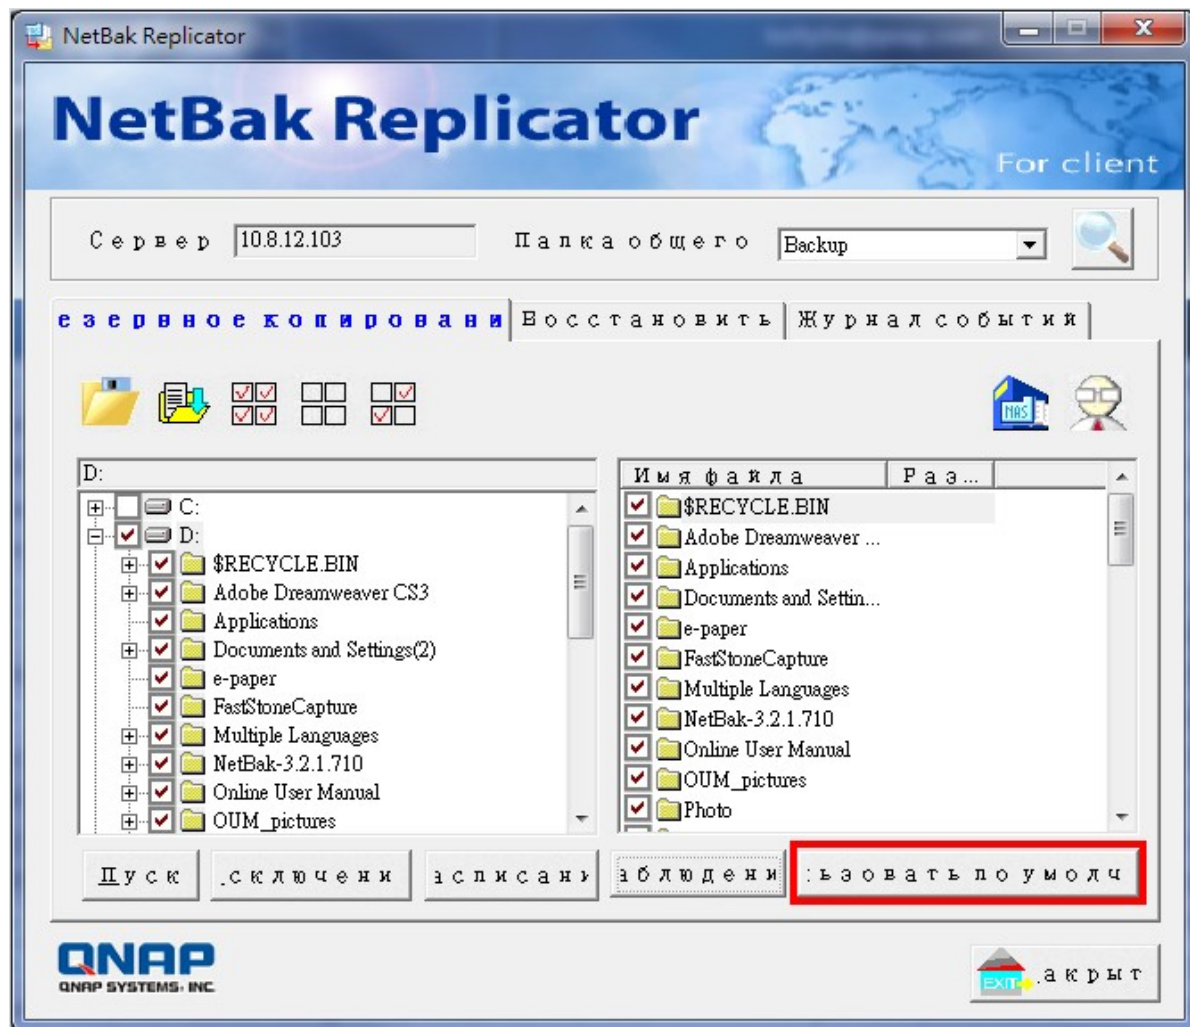 NetBak Replicator
NetBak Replicator
For client
Сервер 10.8.12.103 Папка общего Backup
езервное копировани Восстановить Журнал событий
NAS
D:
C:
D:
$RECYCLE.BIN
Adobe Dreamweaver CS3
Applications
Documents and Settings(2)
e-paper
FastStoneCapture
Multiple Languages
NetBak-3.2.1.710
Online User Manual
OUM_pictures
Имя файла Раз...
$RECYCLE.BIN
Adobe Dreamweaver ...
Applications
Documents and Settin...
e-paper
FastStoneCapture
Multiple Languages
NetBak-3.2.1.710
Online User Manual
OUM_pictures
Photo
Пуск сключени аcписани аблюдени ьзовать по умолч
QNAP
QNAP SYSTEMS, INC.
EXIT акрыт